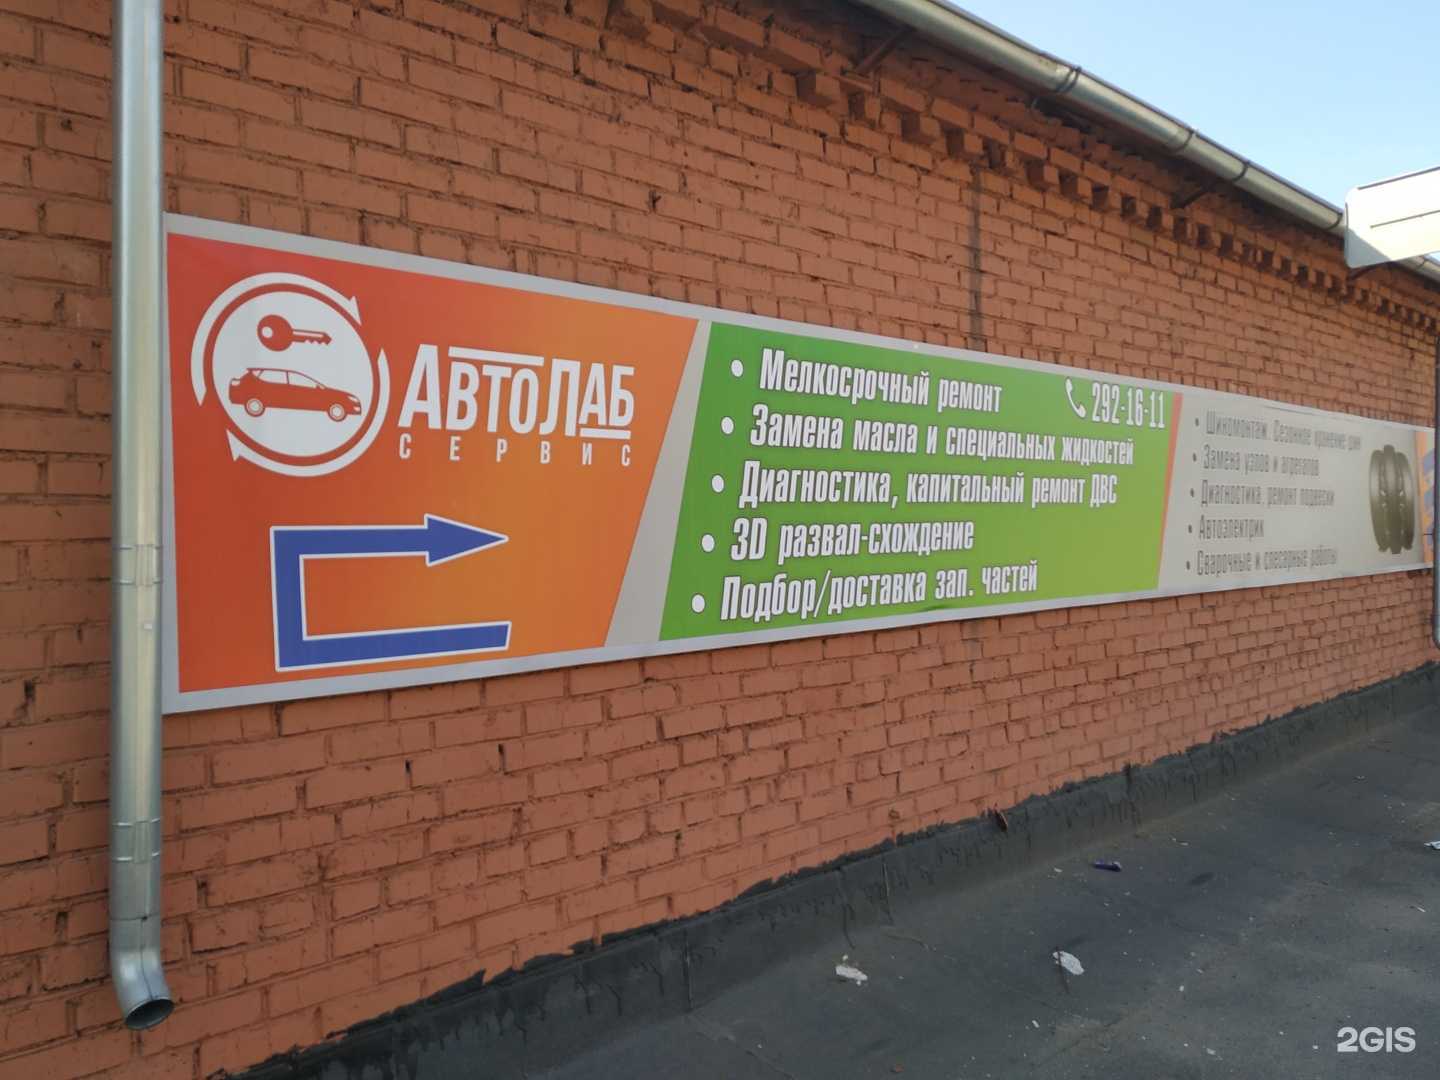 АвтоЛаб
СЕРВИС
• Мелкосрочный ремонт
292-16-11
• Замена масла и специальных жидкостей
• Диагностика, капитальный ремонт ДВС
• 3D развал-схождение
• Подбор/доставка зап. частей
• Шиномонтаж. Сезонное хранение шин
• Замена узлов и агрегатов
• Диагностика, ремонт подвески
• Автоэлектрик
• Сварочные и слесарные работы
2GIS